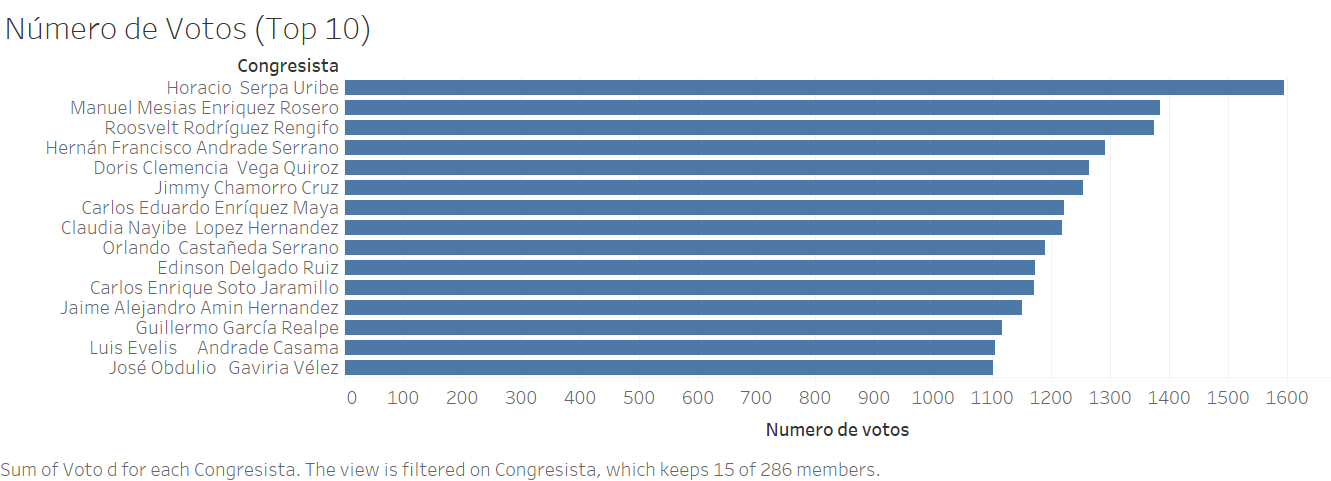 Número de Votos (Top 10)
Congresista
Horacio  Serpa Uribe
Manuel Mesias Enriquez Rosero
Roosvelt Rodríguez Rengifo
Hernán Francisco Andrade Serrano
Doris Clemencia  Vega Quiroz
Jimmy Chamorro Cruz
Carlos Eduardo Enríquez Maya
Claudia Nayibe  Lopez Hernandez
Orlando  Castañeda Serrano
Edinson Delgado Ruiz
Carlos Enrique Soto Jaramillo
Jaime Alejandro Amin Hernandez
Guillermo García Realpe
Luis Evelis    Andrade Casama
José Obdulio   Gaviria Vélez
0 100 200 300 400 500 600 700 800 900 1000 1100 1200 1300 1400 1500 1600
Numero de votos
Sum of Voto d for each Congresista. The view is filtered on Congresista, which keeps 15 of 286 members.